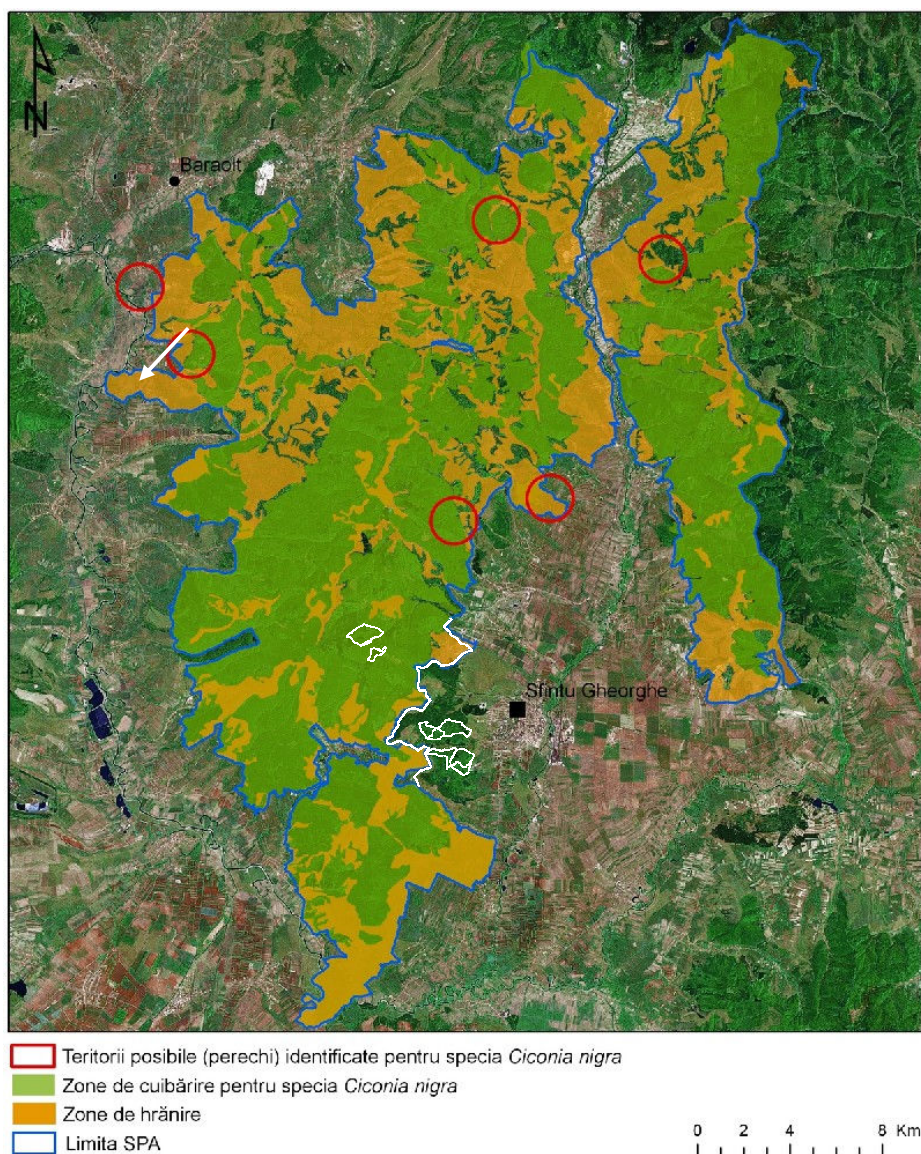 N
Baraolt
Sfintu Gheorghe
Teritorii posibile (perechi) identificate pentru specia Ciconia nigra
Zone de cuibărire pentru specia Ciconia nigra
Zone de hrănire
Limita SPA
0 2 4 8 Km